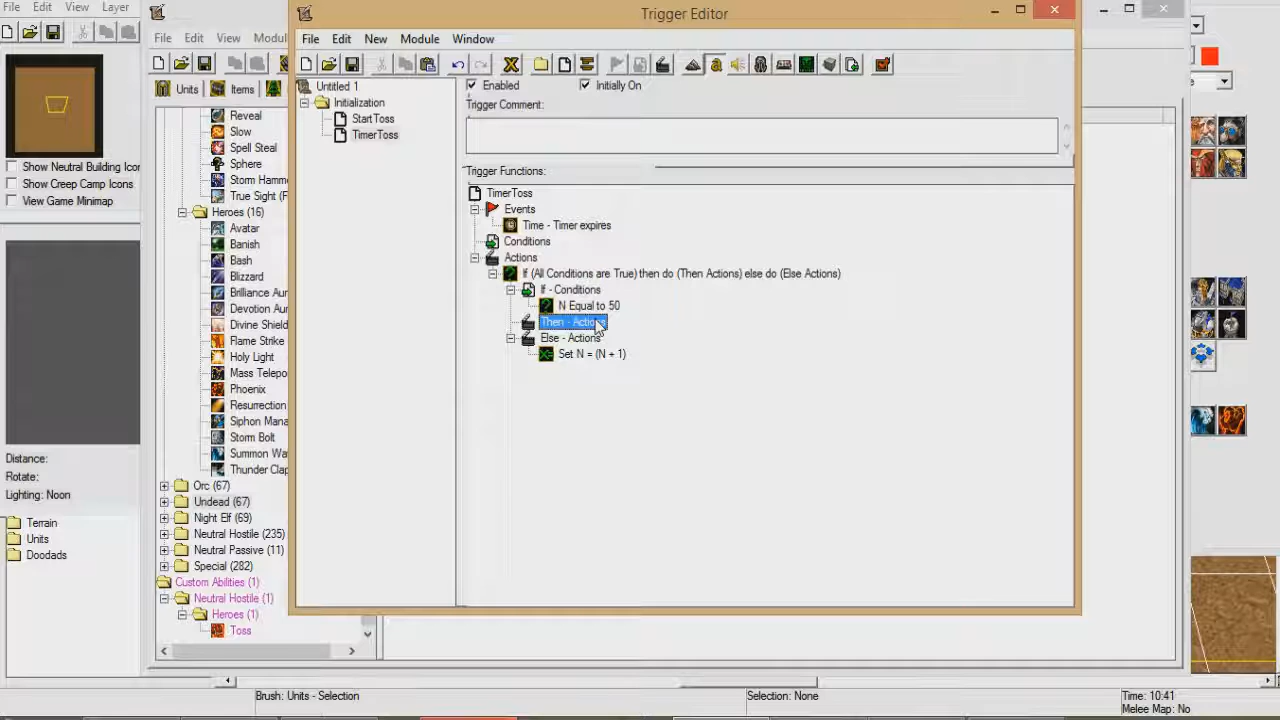 File Edit View Layer
File Edit View Modul
Trigger Editor
File Edit New Module Window
Units Items
Show Neutral Building Icon
Show Creep Camp Icons
View Game Minimap
Distance:
Rotate:
Lighting: Noon
Terrain
Units
Doodads
Reveal
Slow
Spell Steal
Sphere
Storm Hamme
True Sight (F
Heroes (16)
Avatar
Banish
Bash
Blizzard
Brilliance Aur
Devotion Aur
Divine Shield
Flame Strike
Holy Light
Mass Telepo
Phoenix
Resurrection
Siphon Mana
Storm Bolt
Summon Wa
Thunder Clap
Orc (67)
Undead (67)
Night Elf (69)
Neutral Hostile (235)
Neutral Passive (11)
Special (282)
Custom Abilities (1)
Neutral Hostile (1)
Heroes (1)
Toss
Untitled 1
Initialization
StartToss
TimerToss
Enabled Initially On
Trigger Comment:
Trigger Functions:
TimerToss
Events
Time - Timer expires
Conditions
Actions
If (All Conditions are True) then do (Then Actions) else do (Else Actions)
If - Conditions
N Equal to 50
Then - Actions
Else - Actions
Set N = (N + 1)
Brush: Units - Selection
Selection: None
Time: 10:41
Melee Map: No